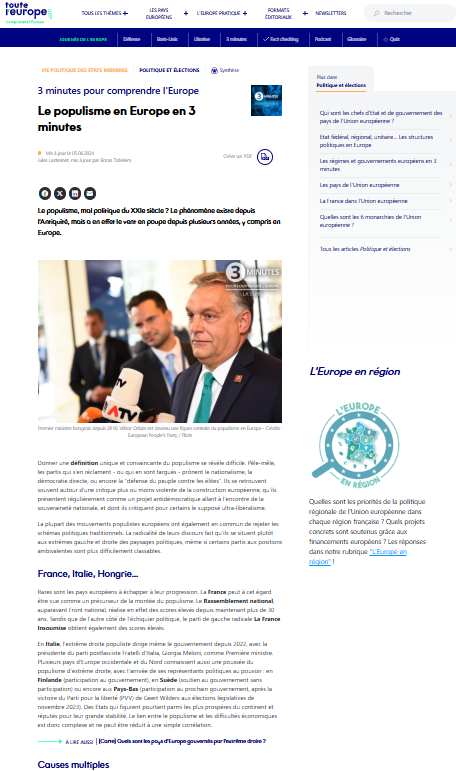 toute
l'europe
Comprendre l'Europe
TOUS LES THÈMES +
LES PAYS
EUROPÉENS +
L'EUROPE PRATIQUE +
FORMATS
ÉDITORIAUX +
NEWSLETTERS
Rechercher
JOURNÉE DE L'EUROPE
Défense
États-Unis
Ukraine
3 minutes
Fact checking
Podcast
Glossaire
Quiz
VIE POLITIQUE DES ETATS MEMBRES
POLITIQUE ET ÉLECTIONS
Synthèse
3 minutes pour comprendre l'Europe
Le populisme en Europe en 3
minutes
Mis à jour le 05.06.2024
Créer un PDF
Le populisme, mal politique du XXIe siècle ? Le phénomène existe depuis
l'Antiquité, mais a en effet le vent en poupe depuis plusieurs années, y compris en
Europe.
3 MINUTES
POUR COMPRENDRE L'EUROPE
LA SÉRIE
ATV
Premier ministre hongrois depuis 2010, Viktor Orbán est devenu une figure centrale du populisme en Europe - Crédits :
European People's Party / Flickr
Donner une définition unique et convaincante du populisme se révèle difficile. Pêle-mêle,
les partis qui s'en réclament - ou qui en sont targués - prônent le nationalisme, la
démocratie directe, ou encore la "défense du peuple contre les élites". Ils se retrouvent
souvent autour d'une critique plus ou moins violente de la construction européenne, qu'ils
présentent régulièrement comme un projet antidémocratique allant à l'encontre de la
souveraineté nationale, et dont ils critiquent pour certains le supposé ultra-libéralisme.
La plupart des mouvements populistes européens ont également en commun de rejeter les
schémas politiques traditionnels. La radicalité de leurs discours fait qu'ils se situent plutôt
aux extrêmes gauche et droite des paysages politiques, même si certains partis aux positions
ambivalentes sont plus difficilement classables.
France, Italie, Hongrie...
Rares sont les pays européens à échapper à leur progression. La France peut à cet égard
être vue comme un précurseur de la montée du populisme. Le Rassemblement national,
auparavant Front national, réalise en effet des scores élevés depuis maintenant plus de 30
ans. Tandis que de l'autre côté de l'échiquier politique, le parti de gauche radicale La France
Insoumise obtient également des scores élevés.
En Italie, l'extrême droite populiste dirige même le gouvernement depuis 2022, avec la
présidente du parti postfasciste Fratelli d'Italia, Giorgia Meloni, comme Première ministre.
Plusieurs pays d'Europe occidentale et du Nord connaissent aussi une poussée du
populisme d'extrême droite, avec l'arrivée de ses représentants politiques au pouvoir : en
Finlande (participation au gouvernement), en Suède (soutien au gouvernement sans
participation) ou encore aux Pays-Bas (participation au prochain gouvernement, après la
victoire du Parti pour la liberté (PVV) de Geert Wilders aux élections législatives de
novembre 2023). Des Etats qui figurent pourtant parmi les plus prospères du continent et
réputés pour leur grande stabilité. Le lien entre le populisme et les difficultés économiques
est donc complexe et ne peut être réduit à une simple corrélation.
À LIRE AUSSI
[Carte] Quels sont les pays d'Europe gouvernés par l'extrême droite ?
Causes multiples
Plus dans
Politique et élections
Qui sont les chefs d'Etat et de gouvernement des
pays de l'Union européenne ?
Etat fédéral, régional, unitaire... Les structures
politiques en Europe
Les régimes et gouvernements européens en 3
minutes
Les pays de l'Union européenne
La France dans l'Union européenne
Quelles sont les 6 monarchies de l'Union
européenne ?
Tous les articles Politique et élections
L'Europe en région
L'EUROPE
EN RÉGION
Quelles sont les priorités de la politique
régionale de l'Union européenne dans
chaque région française ? Quels projets
concrets sont soutenus grâce aux
financements européens ? Les réponses
dans notre rubrique "L'Europe en
région" !